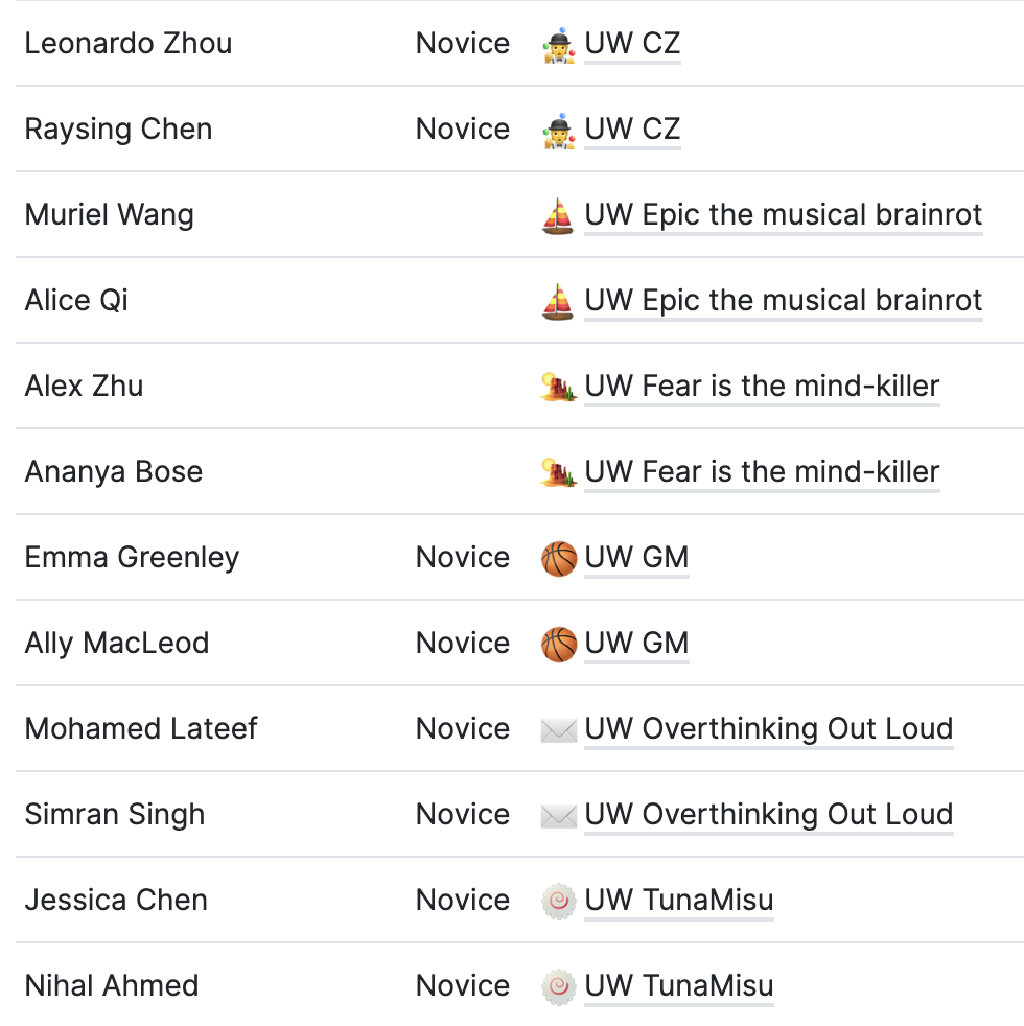 Leonardo Zhou Novice UW CZ
Raysing Chen Novice UW CZ
Muriel Wang UW Epic the musical brainrot
Alice Qi UW Epic the musical brainrot
Alex Zhu UW Fear is the mind-killer
Ananya Bose UW Fear is the mind-killer
Emma Greenley Novice UW GM
Ally MacLeod Novice UW GM
Mohamed Lateef Novice UW Overthinking Out Loud
Simran Singh Novice UW Overthinking Out Loud
Jessica Chen Novice UW TunaMisu
Nihal Ahmed Novice UW TunaMisu